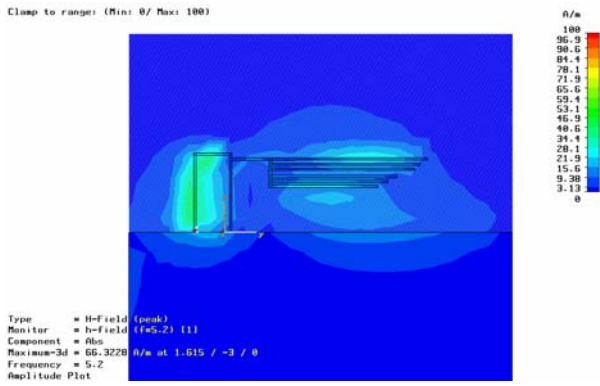 Clamp to range: (Min: 0/ Max: 100)
A/m
100
96.9
90.6
84.4
78.1
71.9
65.6
59.4
53.1
46.9
40.6
34.4
28.1
21.9
15.6
9.38
3.13
0
Type = H-Field (peak)
Monitor = h-field (f=5.2) [1]
Component = Abs
Maximum-3d = 66.3228 A/m at 1.615 / -3 / 0
Frequency = 5.2
Amplitude Plot